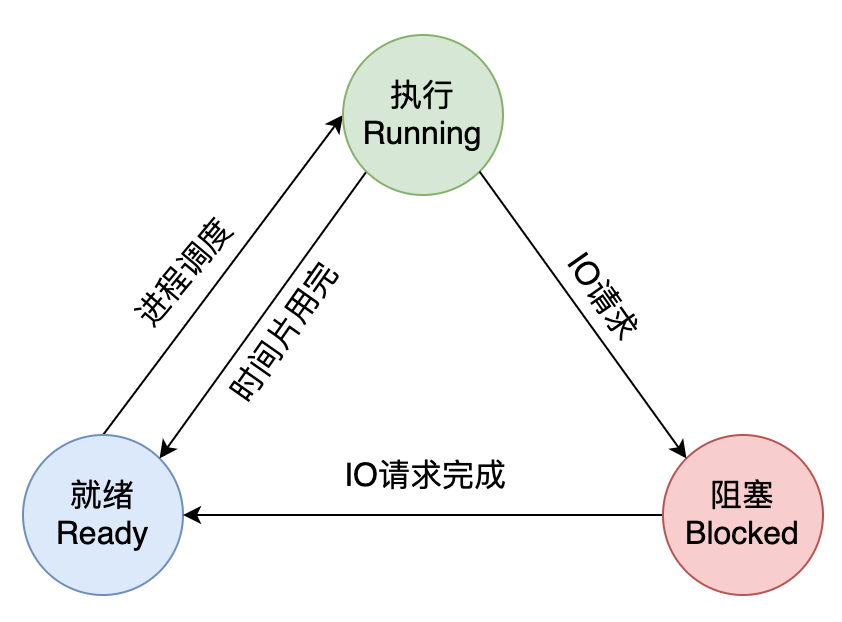 执行
Running
进程调度
时间片用完
IO请求
IO请求完成
就绪
Ready
阻塞
Blocked